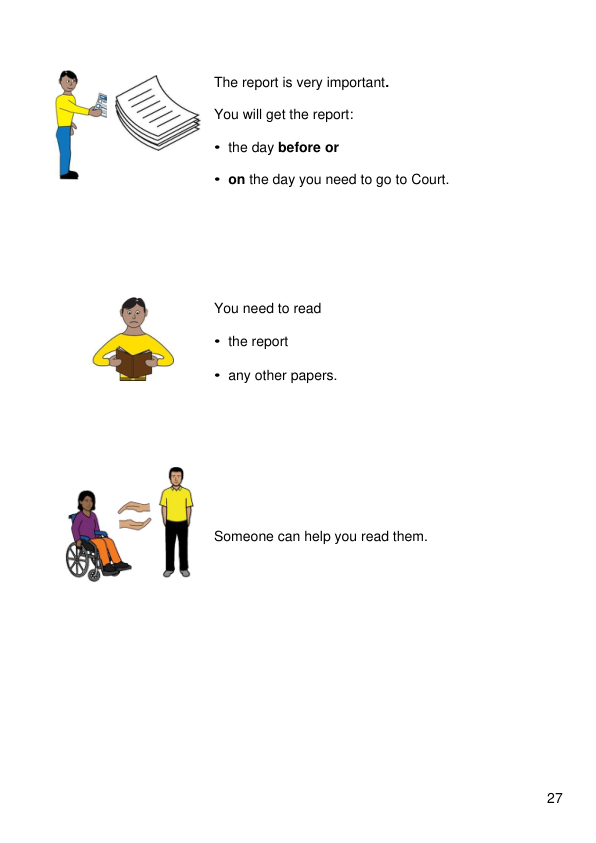 The report is very important.
You will get the report:
• the day before or
• on the day you need to go to Court.
You need to read
• the report
• any other papers.
Someone can help you read them.
27